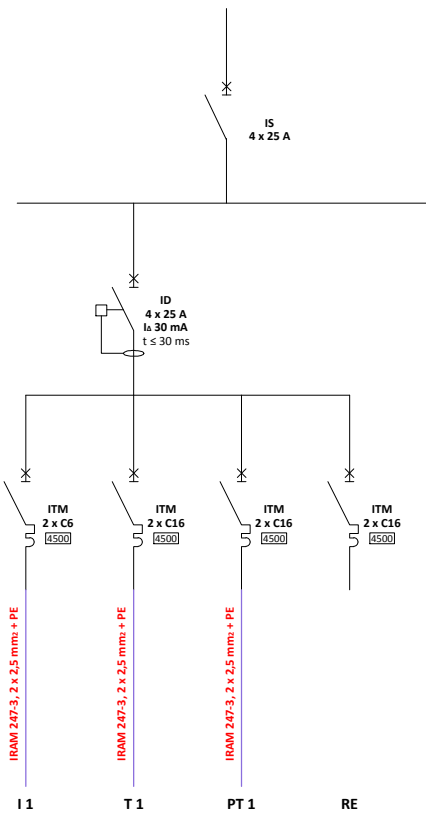 IS
4 x 25 A
ID
4 x 25 A
I∆ 30 mA
t ≤ 30 ms
ITM
2 x C6
4500
ITM
2 x C16
4500
ITM
2 x C16
4500
ITM
2 x C16
4500
IRAM 247-3, 2 x 2,5 mm² + PE
IRAM 247-3, 2 x 2,5 mm² + PE
IRAM 247-3, 2 x 2,5 mm² + PE
I 1
T 1
PT 1
RE